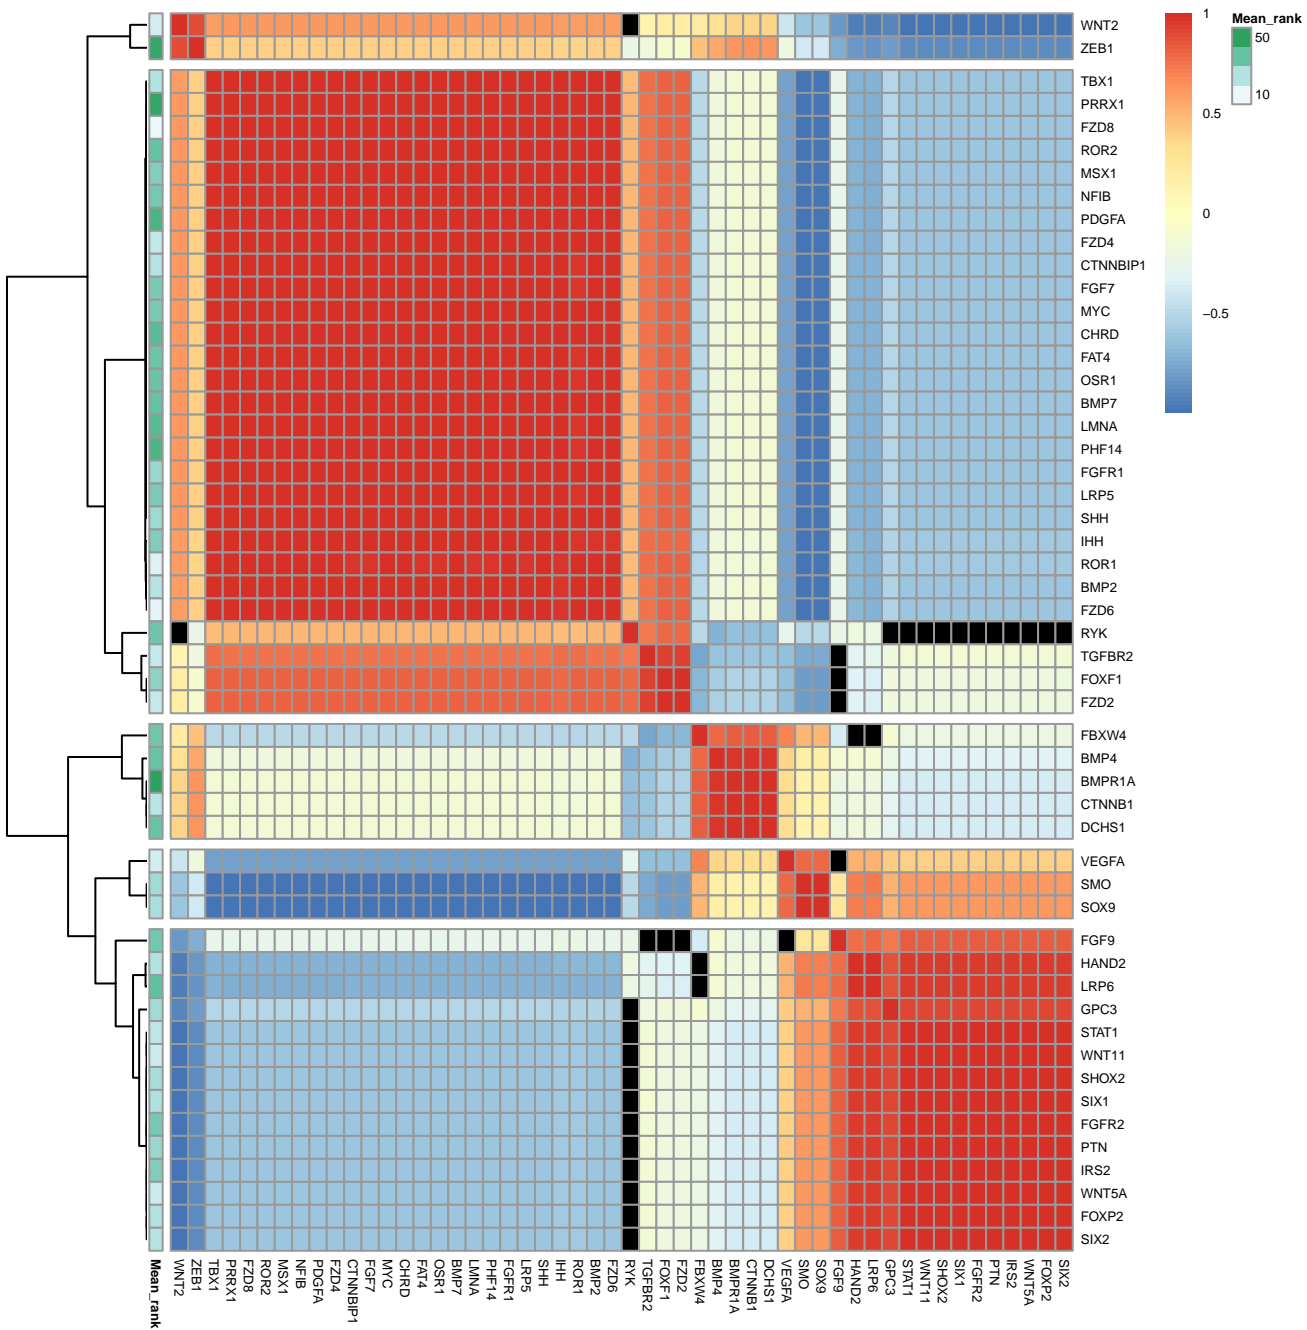 WNT2
ZEB1
TBX1
PRRX1
FZD8
ROR2
MSX1
NFIB
PDGFA
FZD4
CTNNBIP1
FGF7
MYC
CHRD
FAT4
OSR1
BMP7
LMNA
PHF14
FGFR1
LRP5
SHH
IHH
ROR1
BMP2
FZD6
RYK
TGFBR2
FOXF1
FZD2
FBXW4
BMP4
BMPR1A
CTNNB1
DCHS1
VEGFA
SMO
SOX9
FGF9
HAND2
LRP6
GPC3
STAT1
WNT11
SHOX2
SIX1
FGFR2
PTN
IRS2
WNT5A
FOXP2
SIX2
1
0.5
0
−0.5
Mean_rank
50
10
Mean_rank
WNT2
ZEB1
TBX1
PRRX1
FZD8
ROR2
MSX1
NFIB
PDGFA
FZD4
CTNNBIP1
FGF7
MYC
CHRD
FAT4
OSR1
BMP7
LMNA
PHF14
FGFR1
LRP5
SHH
IHH
ROR1
BMP2
FZD6
RYK
TGFBR2
FOXF1
FZD2
FBXW4
BMP4
BMPR1A
CTNNB1
DCHS1
VEGFA
SMO
SOX9
FGF9
HAND2
LRP6
GPC3
STAT1
WNT11
SHOX2
SIX1
FGFR2
PTN
IRS2
WNT5A
FOXP2
SIX2